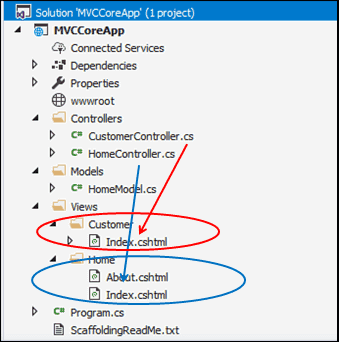 Solution 'MVCCoreApp' (1 project)
MVCCoreApp
Connected Services
Dependencies
Properties
wwwroot
Controllers
CustomerController.cs
HomeController.cs
Models
HomeModel.cs
Views
Customer
Index.cshtml
Home
About.cshtml
Index.cshtml
Program.cs
ScaffoldingReadMe.txt